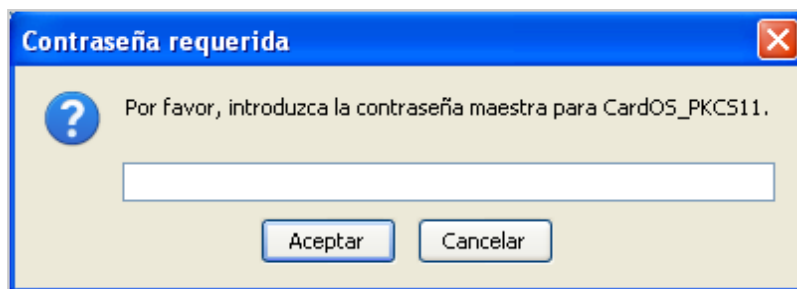 Contraseña requerida
Por favor, introduzca la contraseña maestra para CardOS_PKCS11.
Aceptar
Cancelar